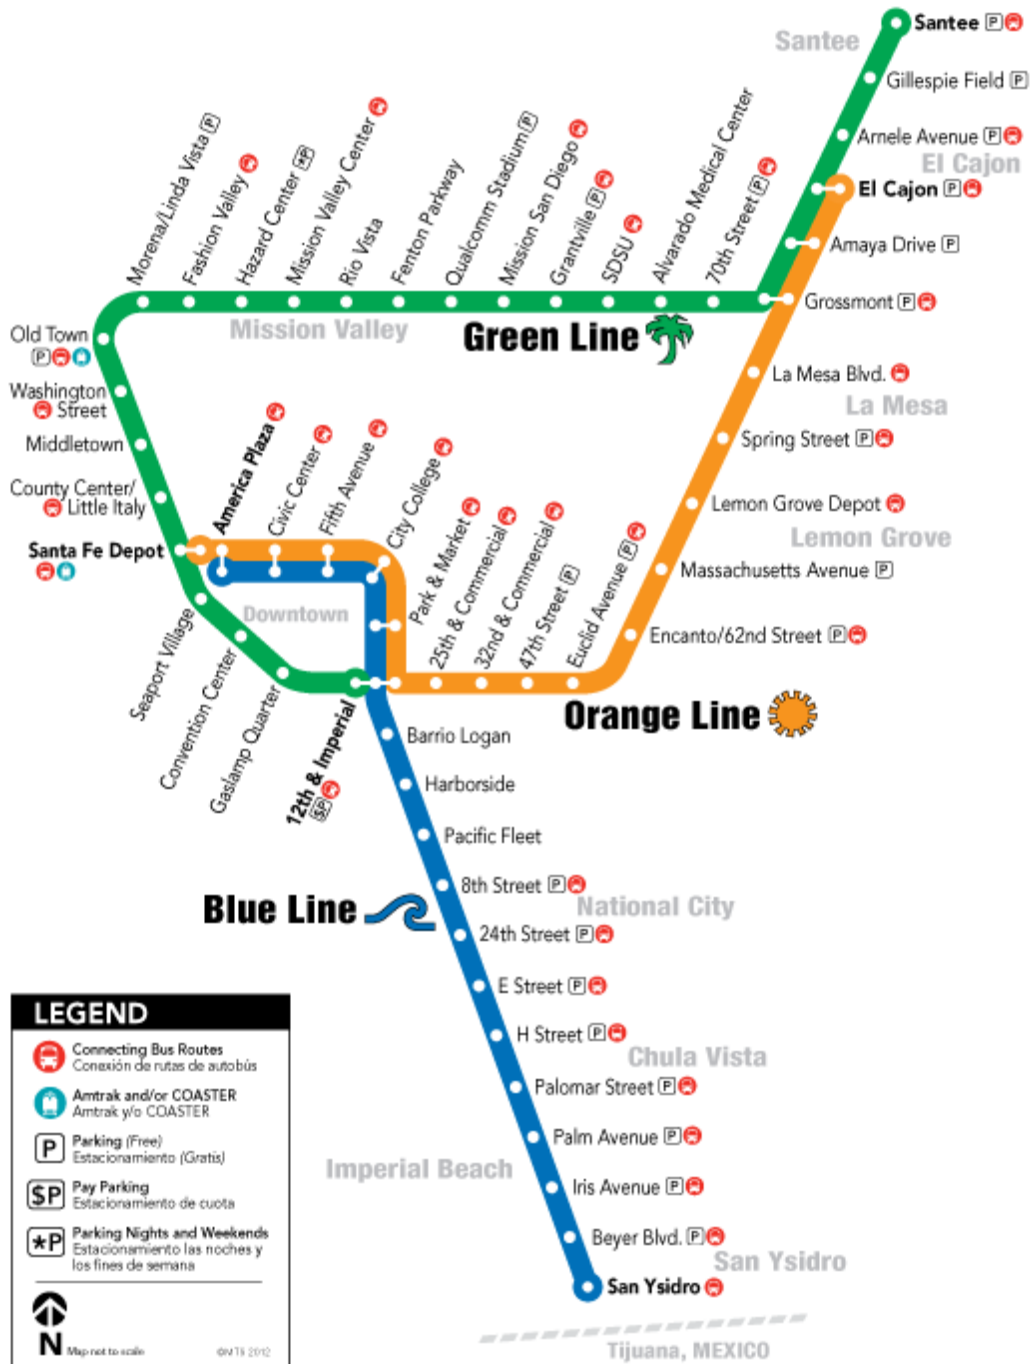 Santee P
Santee
Gillespie Field P
Arnele Avenue P
El Cajon
El Cajon P
Amaya Drive P
Grossmont P
Morena/Linda Vista P
Fashion Valley
Hazard Center *P
Mission Valley Center
Rio Vista
Fenton Parkway
Qualcomm Stadium P
Mission San Diego
Grantville P
SDSU
Alvarado Medical Center
70th Street P
Mission Valley
Green Line
Old Town
P
Washington
Street
Middletown
County Center/
Little Italy
Santa Fe Depot
America Plaza
Civic Center
Fifth Avenue
City College
Park & Market
25th & Commercial
32nd & Commercial
47th Street P
Euclid Avenue P
La Mesa Blvd.
La Mesa
Spring Street P
Lemon Grove Depot
Lemon Grove
Massachusetts Avenue P
Encanto/62nd Street P
Downtown
Seaport Village
Convention Center
Gaslamp Quarter
12th & Imperial
$P
Orange Line
Barrio Logan
Harborside
Pacific Fleet
8th Street P
National City
Blue Line
24th Street P
E Street P
H Street P
Chula Vista
Palomar Street P
Palm Avenue P
Imperial Beach
Iris Avenue P
Beyer Blvd. P
San Ysidro
San Ysidro
Tijuana, MEXICO
LEGEND
Connecting Bus Routes
Conexión de rutas de autobús
Amtrak and/or COASTER
Amtrak y/o COASTER
P Parking (Free)
Estacionamiento (Gratis)
$P Pay Parking
Estacionamiento de cuota
*P Parking Nights and Weekends
Estacionamiento las noches y
los fines de semana
N Map not to scale
©MTS 2012